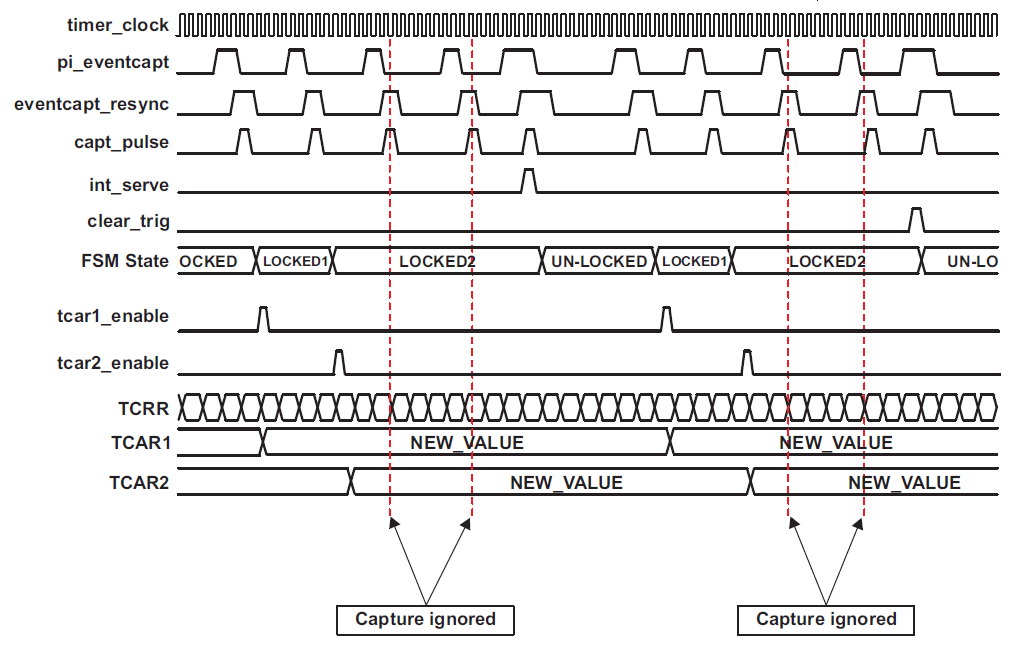 timer_clock
pi_eventcapt
eventcapt_resync
capt_pulse
int_serve
clear_trig
FSM State OCKED LOCKED1 LOCKED2 UN-LOCKED LOCKED1 LOCKED2 UN-LO
tcar1_enable
tcar2_enable
TCRR
TCAR1 NEW_VALUE NEW_VALUE
TCAR2 NEW_VALUE NEW_VALUE
Capture ignored Capture ignored